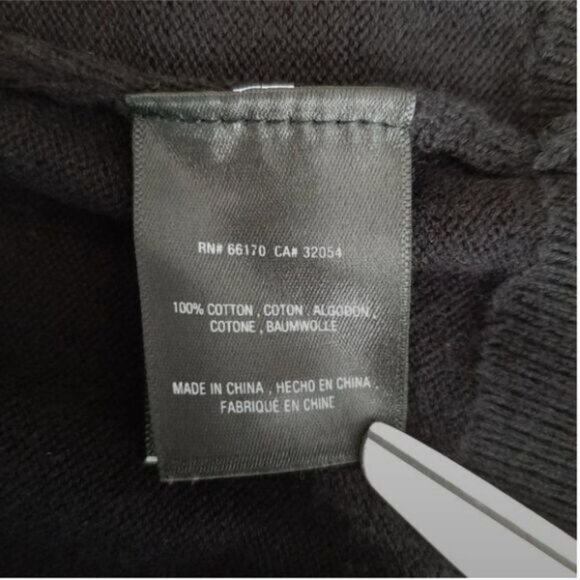 RN# 66170 CA# 32054
100% COTTON , COTON , ALGODON ,
COTONE , BAUMWOLLE
MADE IN CHINA , HECHO EN CHINA ,
FABRIQUÉ EN CHINE